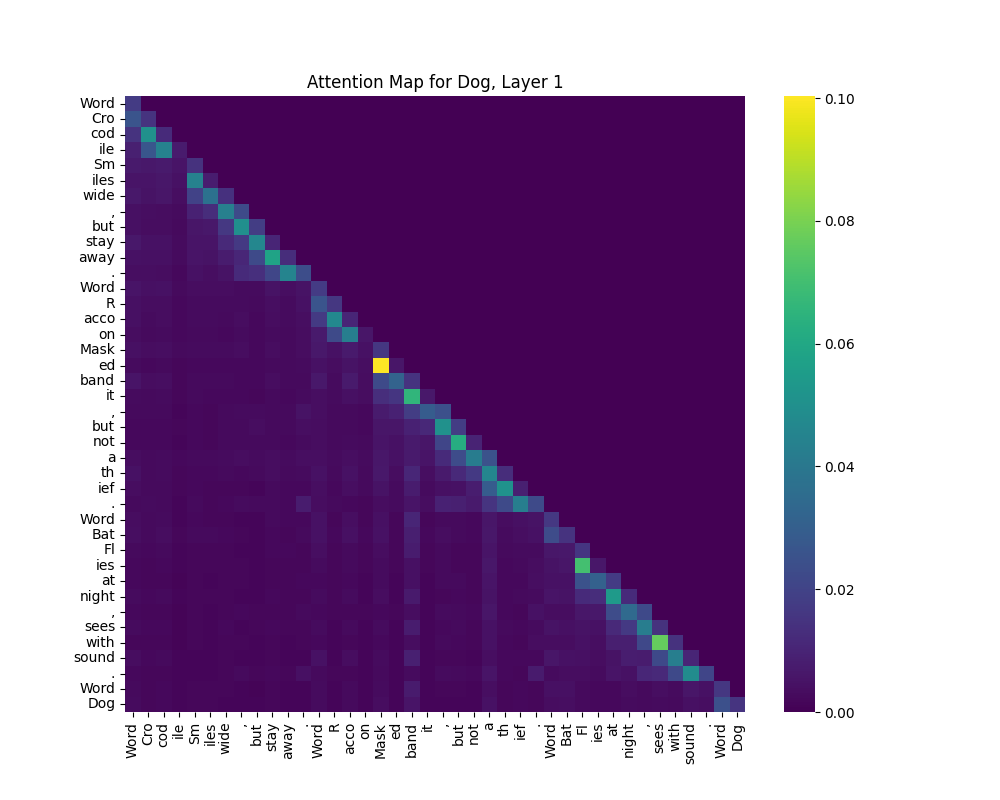 Attention Map for Dog, Layer 1
Word
Cro
cod
ile
Sm
iles
wide
,
but
stay
away
.
Word
R
acco
on
Mask
ed
band
it
,
but
not
a
th
ief
.
Word
Bat
Fl
ies
at
night
,
sees
with
sound
.
Word
Dog
Word
Cro
cod
ile
Sm
iles
wide
,
but
stay
away
.
Word
R
acco
on
Mask
ed
band
it
,
but
not
a
th
ief
.
Word
Bat
Fl
ies
at
night
,
sees
with
sound
.
Word
Dog
0.10
0.08
0.06
0.04
0.02
0.00